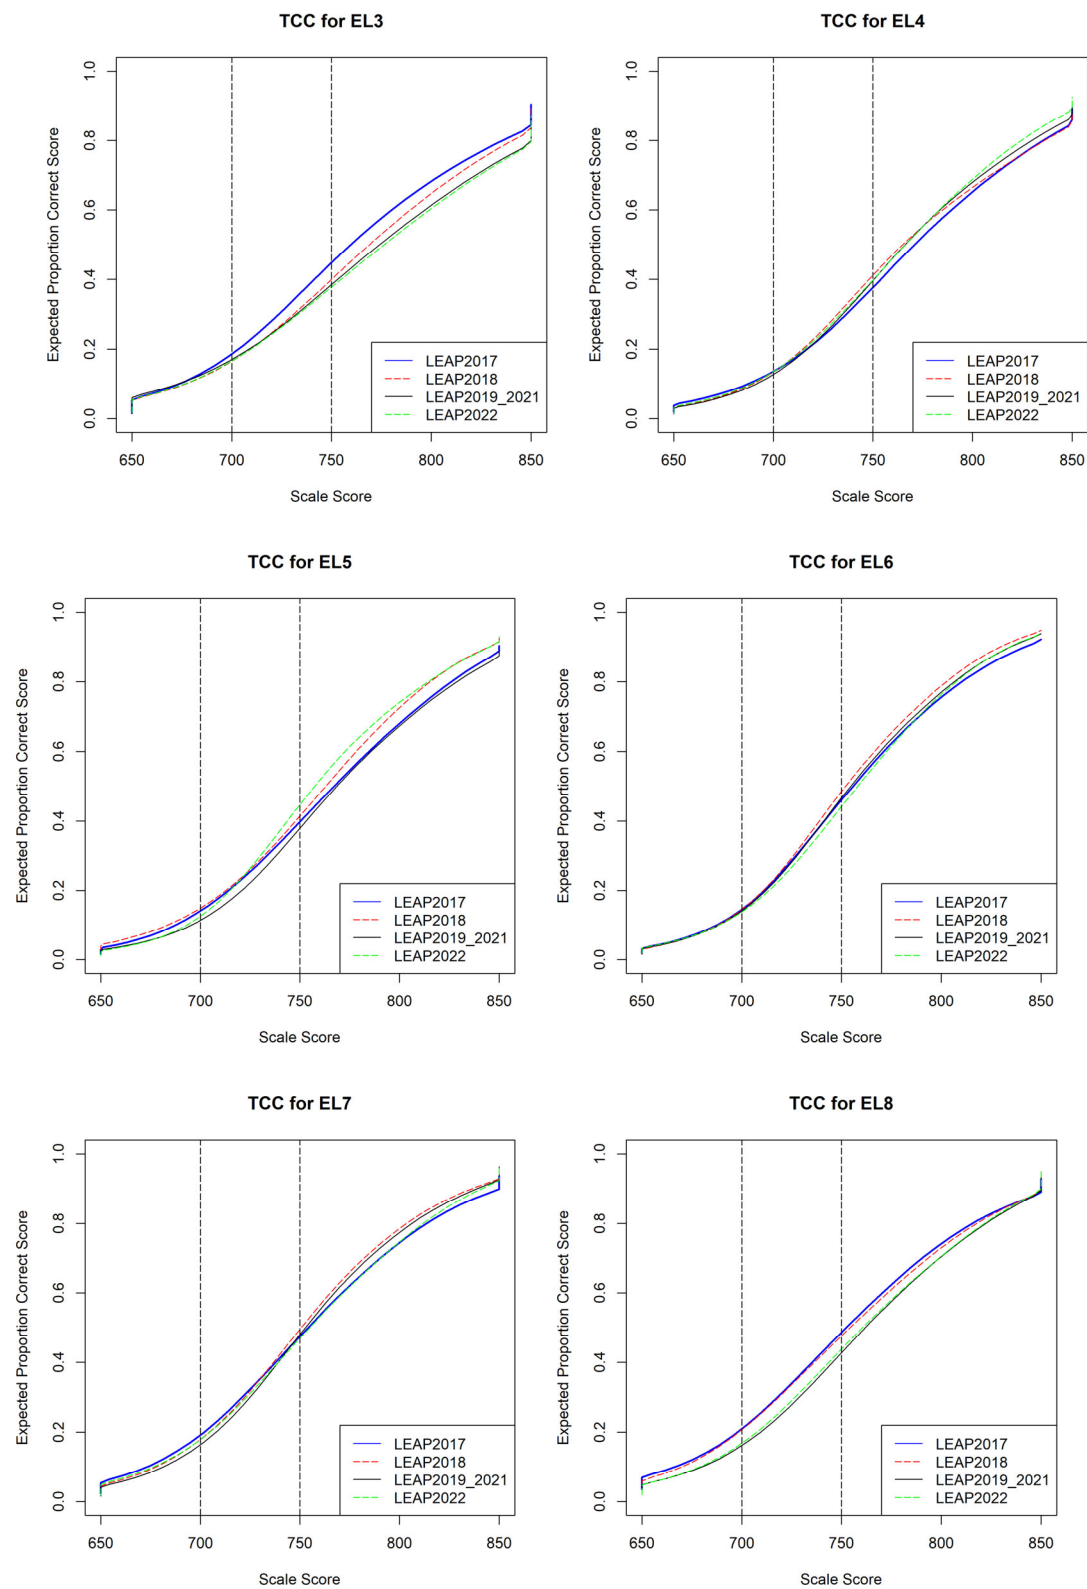 TCC for EL3
Expected Proportion Correct Score
1.0
0.8
0.6
0.4
0.2
0.0
LEAP2017
LEAP2018
LEAP2019_2021
LEAP2022
650 700 750 800 850
Scale Score
TCC for EL4
Expected Proportion Correct Score
1.0
0.8
0.6
0.4
0.2
0.0
LEAP2017
LEAP2018
LEAP2019_2021
LEAP2022
650 700 750 800 850
Scale Score
TCC for EL5
Expected Proportion Correct Score
1.0
0.8
0.6
0.4
0.2
0.0
LEAP2017
LEAP2018
LEAP2019_2021
LEAP2022
650 700 750 800 850
Scale Score
TCC for EL6
Expected Proportion Correct Score
1.0
0.8
0.6
0.4
0.2
0.0
LEAP2017
LEAP2018
LEAP2019_2021
LEAP2022
650 700 750 800 850
Scale Score
TCC for EL7
Expected Proportion Correct Score
1.0
0.8
0.6
0.4
0.2
0.0
LEAP2017
LEAP2018
LEAP2019_2021
LEAP2022
650 700 750 800 850
Scale Score
TCC for EL8
Expected Proportion Correct Score
1.0
0.8
0.6
0.4
0.2
0.0
LEAP2017
LEAP2018
LEAP2019_2021
LEAP2022
650 700 750 800 850
Scale Score